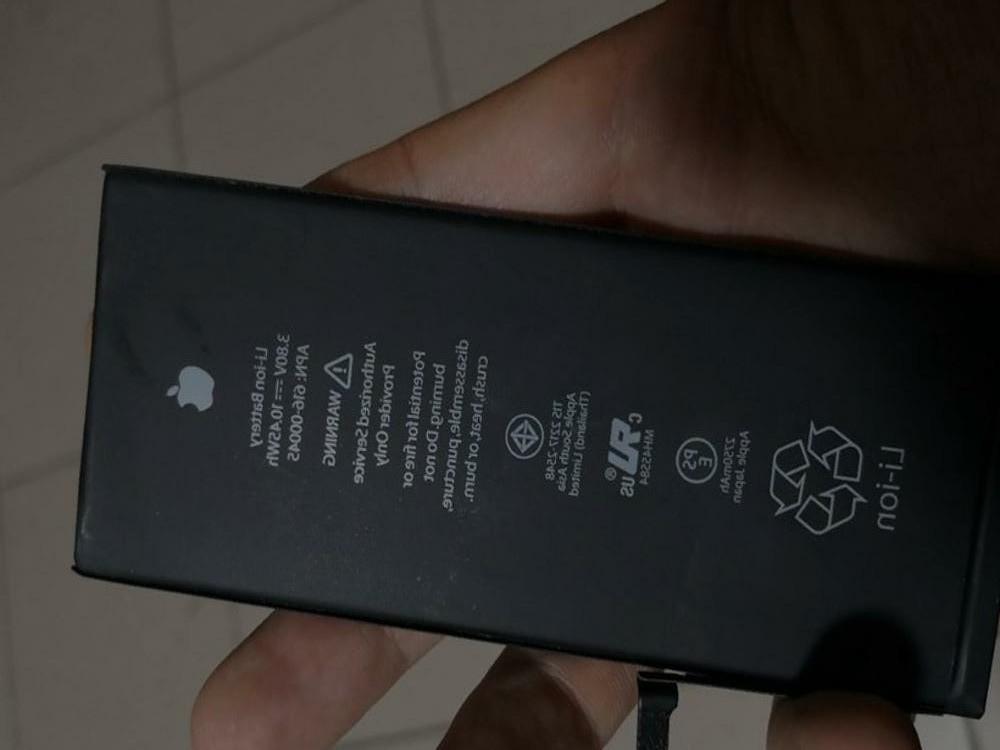 Li-ion Battery
3.80V ⎓ 10.45Wh
APN: 616-00045
WARNING
Authorized Service
Provider Only
Potential for fire or
burning. Do not
disassemble, puncture,
crush, heat, or burn.
TIS 2217-2548
Apple South Asia
(Thailand) Limited
c RU® US
MH45584
PS
E
2750mAh
Apple Japan
Li-ion